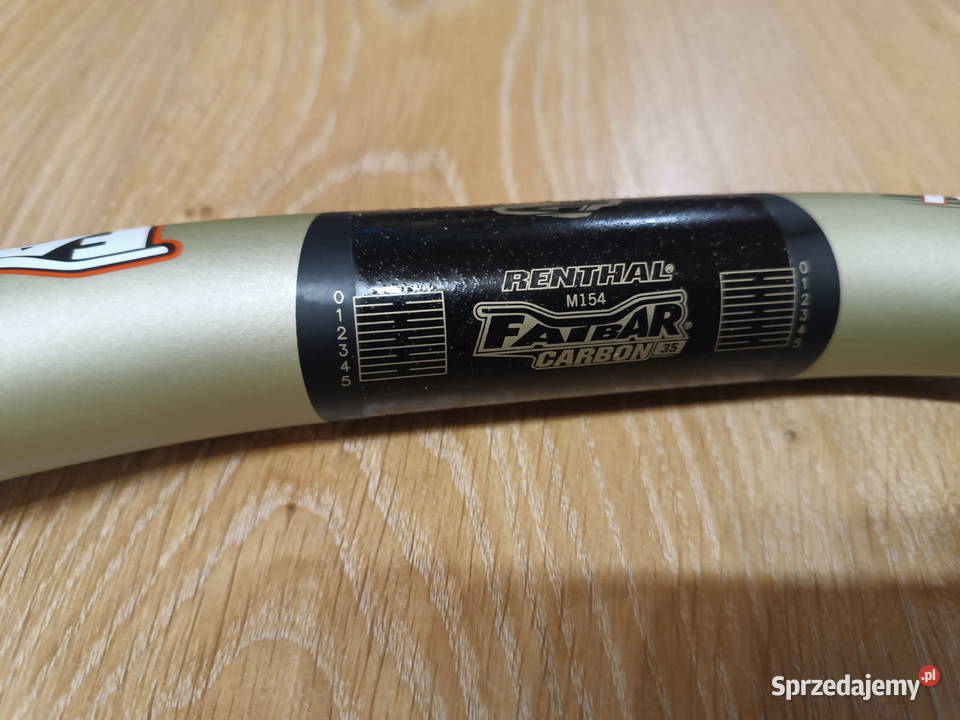 RENTHAL®
M154
FATBAR®
CARBON 35
0
1
2
3
4
5
0
1
2
3
4
5
Sprzedajemy.pl